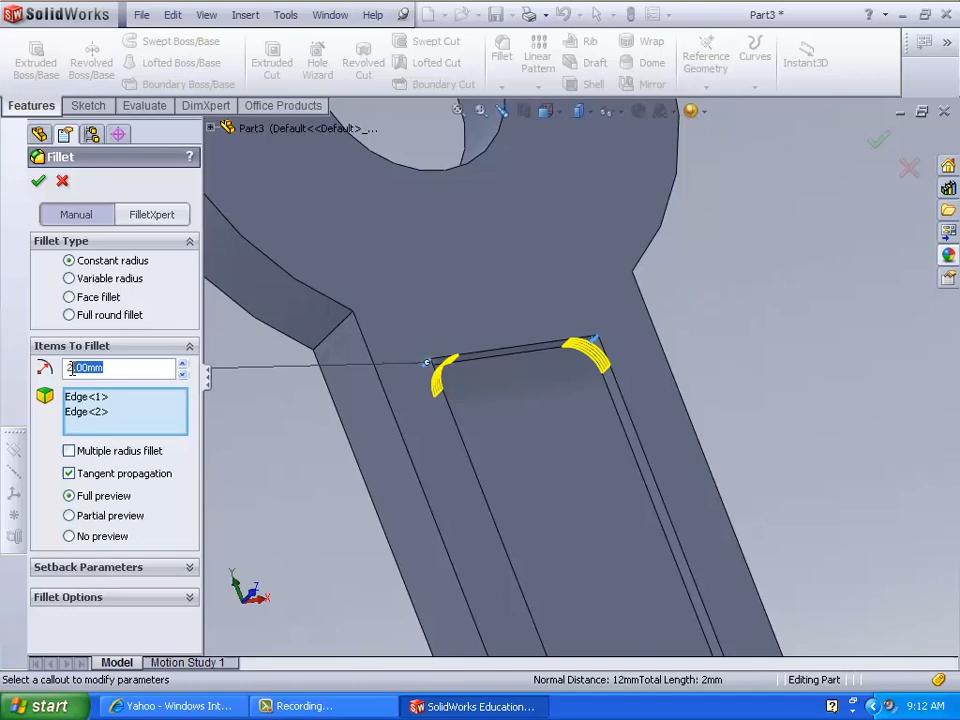 SW SolidWorks File Edit View Insert Tools Window Help Part3 * ?
Extruded Boss/Base
Revolved Boss/Base
Swept Boss/Base
Lofted Boss/Base
Boundary Boss/Base
Extruded Cut
Hole Wizard
Revolved Cut
Swept Cut
Lofted Cut
Boundary Cut
Fillet
Linear Pattern
Rib
Draft
Shell
Wrap
Dome
Mirror
Reference Geometry
Curves
Instant3D
Features Sketch Evaluate DimXpert Office Products
Part3 (Default<<Default>_...
Fillet ?
Manual FilletXpert
Fillet Type
Constant radius
Variable radius
Face fillet
Full round fillet
Items To Fillet
2.00mm
Edge<1>
Edge<2>
Multiple radius fillet
Tangent propagation
Full preview
Partial preview
No preview
Setback Parameters
Fillet Options
Y
Z
X
Model Motion Study 1
Select a callout to modify parameters Normal Distance: 12mmTotal Length: 2mm Editing Part
start Yahoo - Windows Int... Recording... SolidWorks Education... ? 9:12 AM